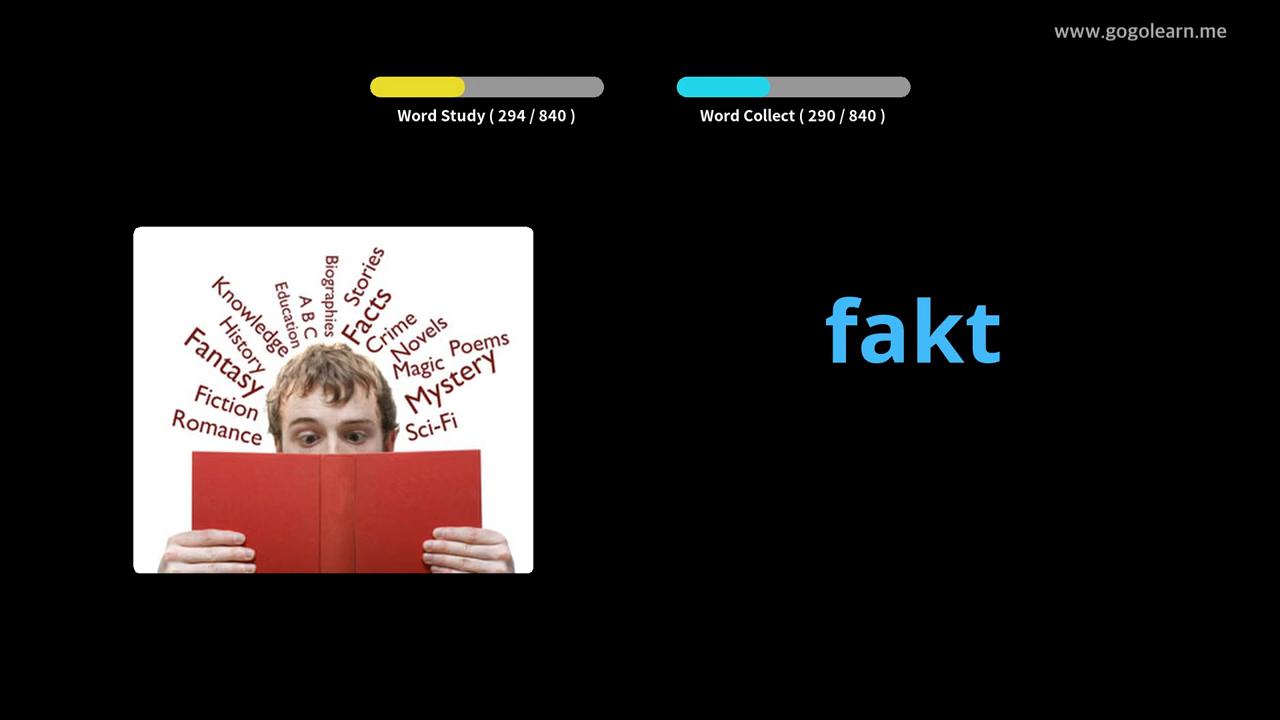 www.gogolearn.me
Word Study ( 294 / 840 )
Word Collect ( 290 / 840 )
fakt
Biographies
Stories
Education
A B C
Facts
Knowledge
History
Crime
Novels
Fantasy
Magic
Poems
Mystery
Fiction
Romance
Sci-Fi